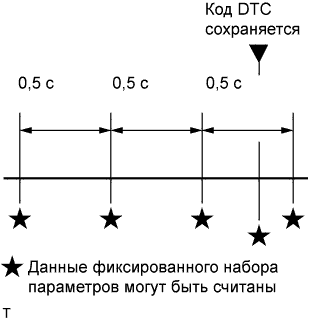 Код DTC
сохраняется
0,5 с
0,5 с
0,5 с
Данные фиксированного набора
параметров могут быть считаны
T